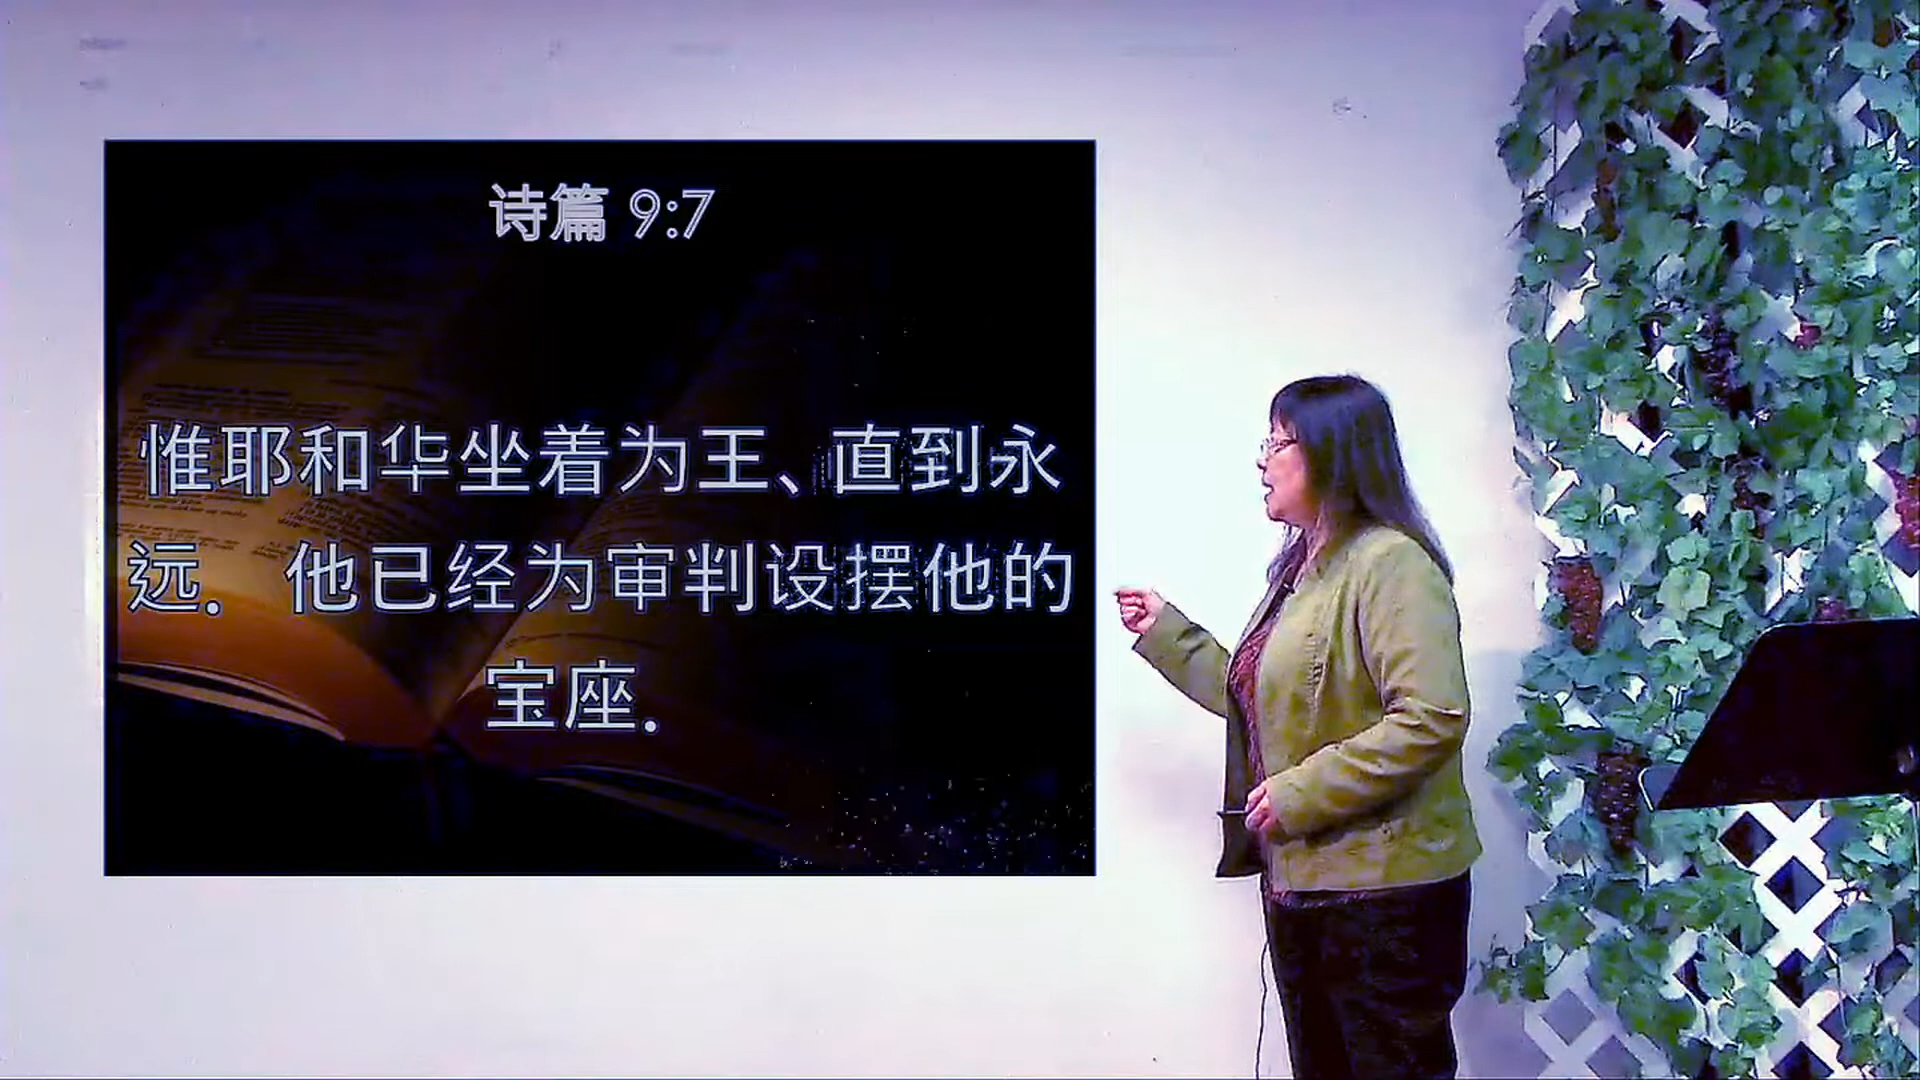 诗篇 9:7
惟耶和华坐着为王、直到永
远. 他已经为审判设摆他的
宝座.